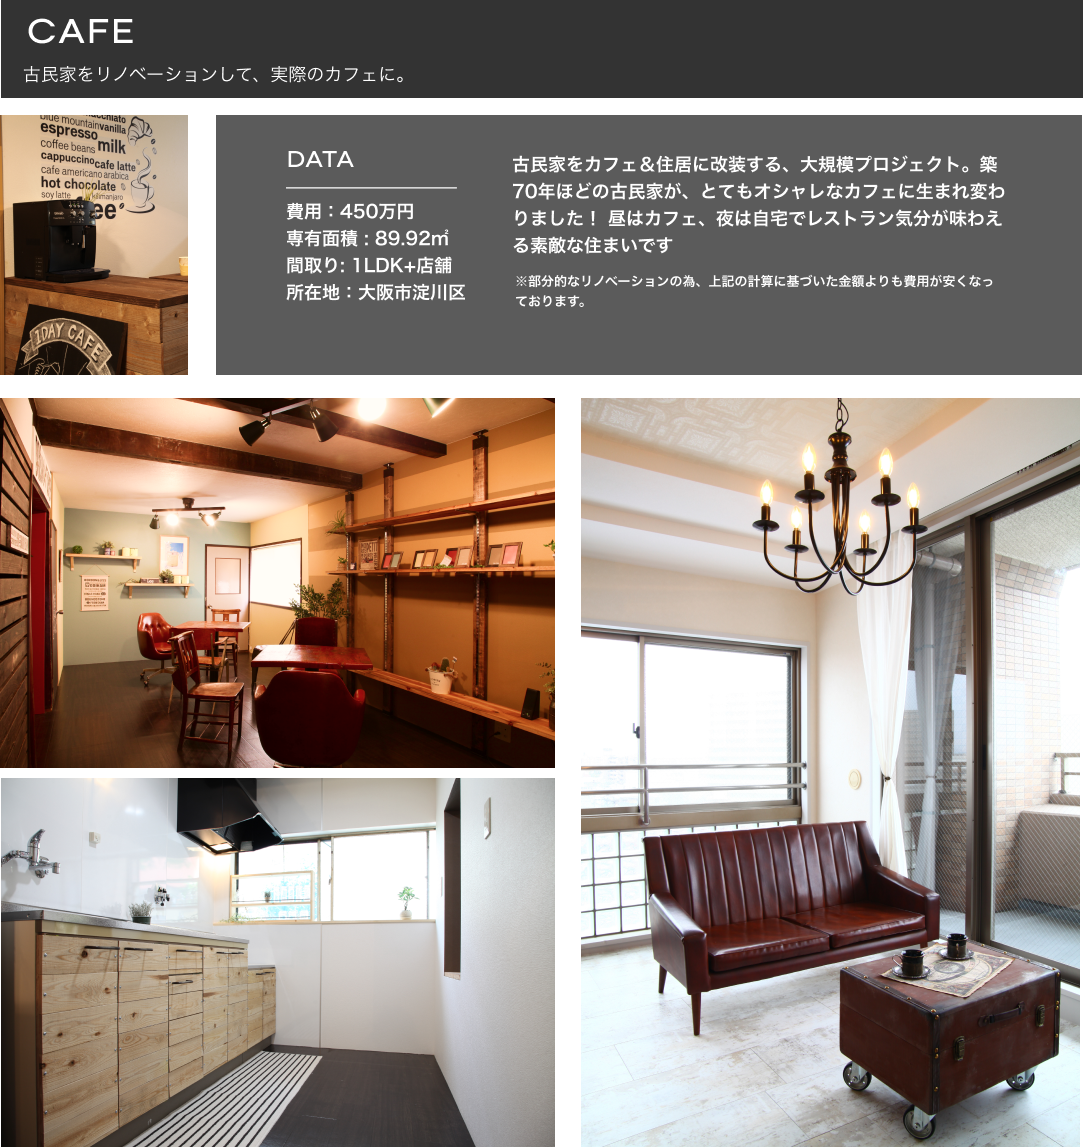 CAFE
古民家をリノベーションして、実際のカフェに。
blue mountain vanilla
espresso
coffee beans milk
cappuccino cafe latte
cafe americano arabica
hot chocolate
soy latte kilimanjaro
1DAY CAFE
DATA
費用：450万円
専有面積 : 89.92㎡
間取り: 1LDK+店舗
所在地：大阪市淀川区
古民家をカフェ＆住居に改装する、大規模プロジェクト。築
70年ほどの古民家が、とてもオシャレなカフェに生まれ変わ
りました！ 昼はカフェ、夜は自宅でレストラン気分が味わえ
る素敵な住まいです
※部分的なリノベーションの為、上記の計算に基づいた金額よりも費用が安くなっ
ております。